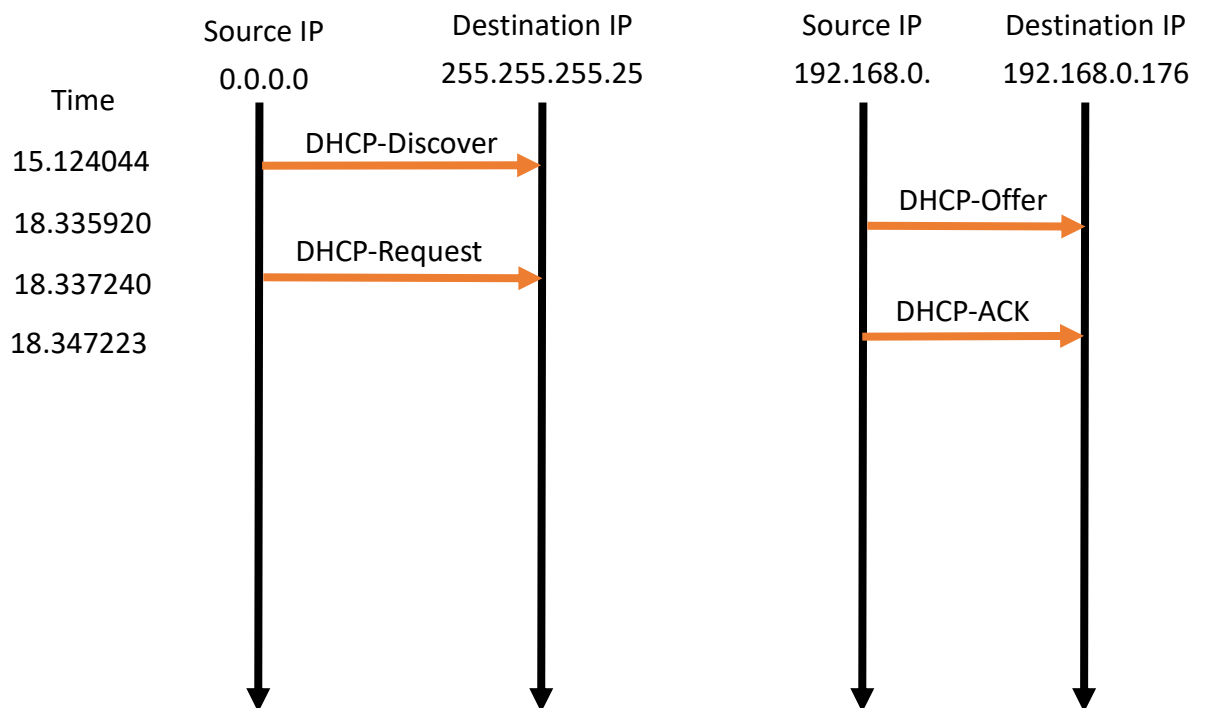 Source IP
Destination IP
Source IP
Destination IP
0.0.0.0
255.255.255.25
192.168.0.
192.168.0.176
Time
DHCP-Discover
15.124044
DHCP-Offer
18.335920
DHCP-Request
18.337240
DHCP-ACK
18.347223